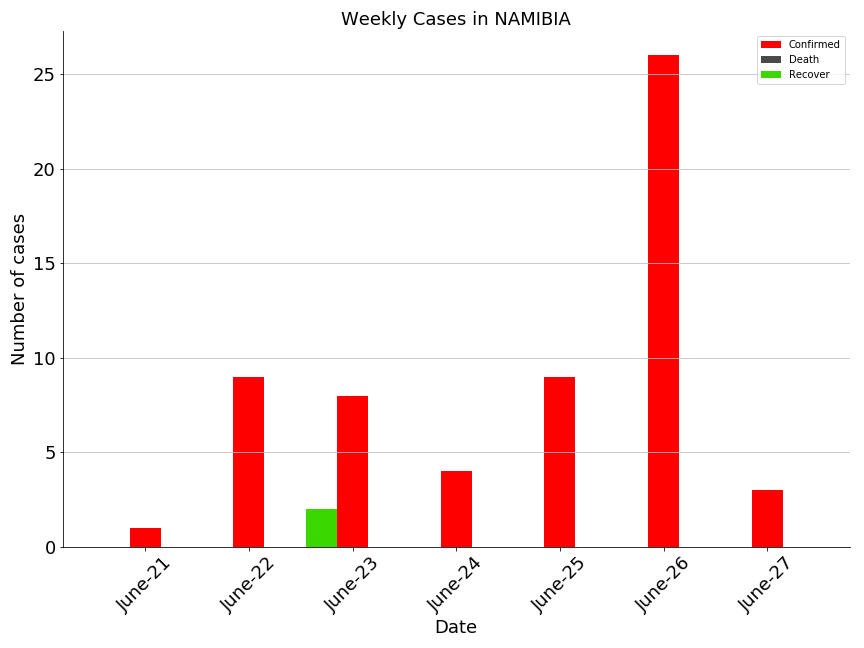 Weekly Cases in NAMIBIA
Confirmed
Death
Recover
Number of cases
25
20
15
10
5
0
June-21
June-22
June-23
June-24
June-25
June-26
June-27
Date